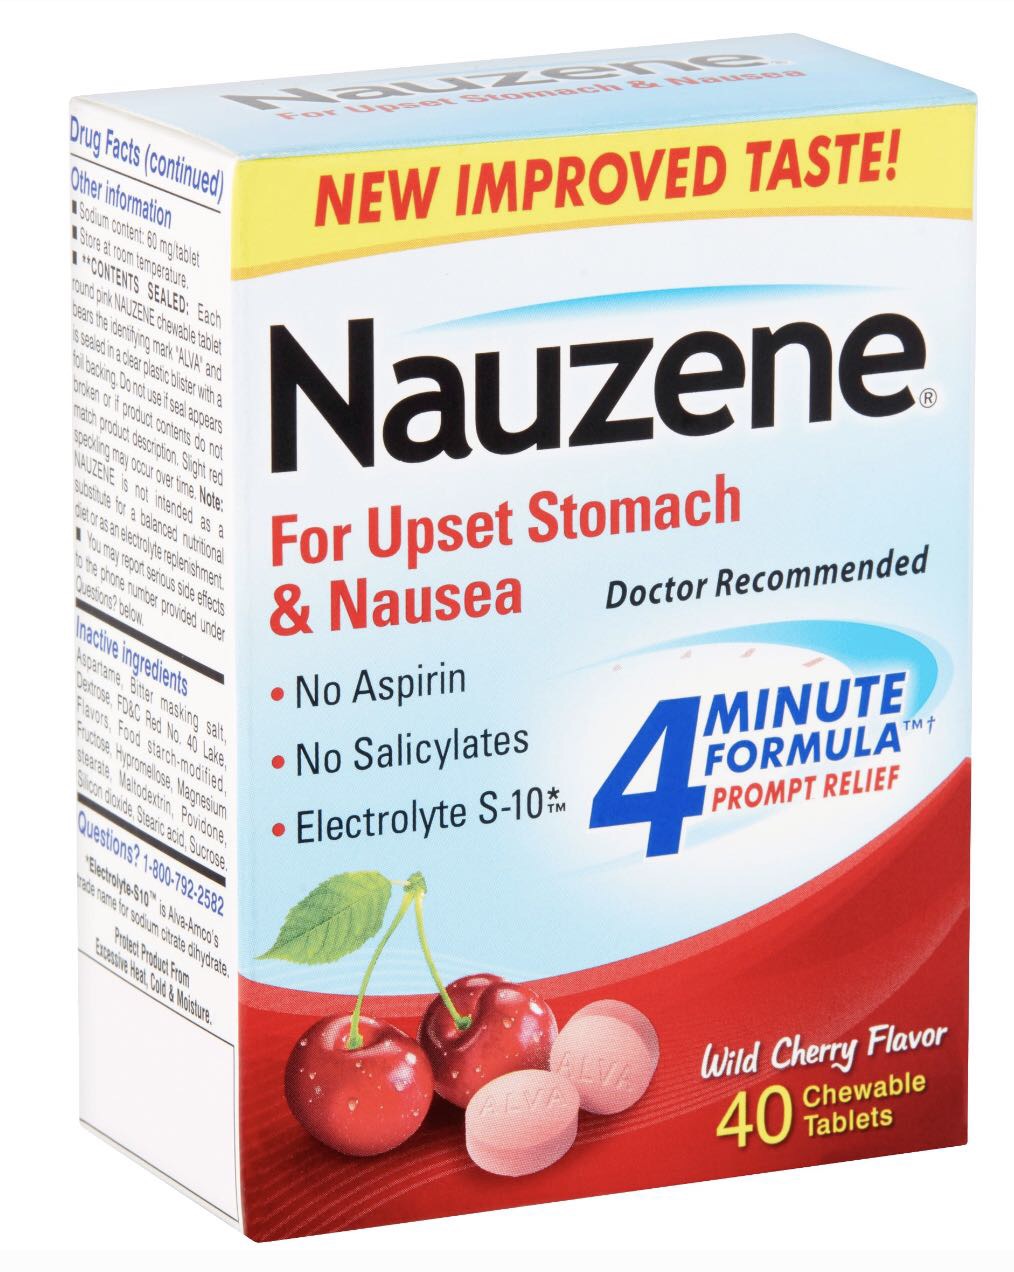 Nauzene®
For Upset Stomach & Nausea
NEW IMPROVED TASTE!
Nauzene®
For Upset Stomach
& Nausea
Doctor Recommended
• No Aspirin
• No Salicylates
• Electrolyte S-10*™
4 MINUTE
FORMULA™†
PROMPT RELIEF
ALVA
ALVA
Wild Cherry Flavor
40 Chewable
Tablets
Drug Facts (continued)
Other information
■ Sodium content: 60 mg/tablet
■ Store at room temperature.
■ **CONTENTS SEALED: Each
round pink NAUZENE chewable tablet
bears the identifying mark "ALVA" and
is sealed in a clear plastic blister with a
foil backing. Do not use if seal appears
broken or if product contents do not
match product description. Slight red
speckling may occur over time. Note:
NAUZENE is not intended as a
substitute for a balanced nutritional
diet or as an electrolyte replenishment.
■ You may report serious side effects
to the phone number provided under
Questions? below.
Inactive ingredients
Aspartame, Bitter masking salt,
Dextrose, FD&C Red No. 40 Lake,
Flavors, Food starch-modified,
Fructose, Hypromellose, Magnesium
stearate, Maltodextrin, Povidone,
Silicon dioxide, Stearic acid, Sucrose.
Questions? 1-800-792-2582
*Electrolyte-S10™ is Alva-Amco's
trade name for sodium citrate dihydrate.
Protect Product From
Excessive Heat, Cold & Moisture.